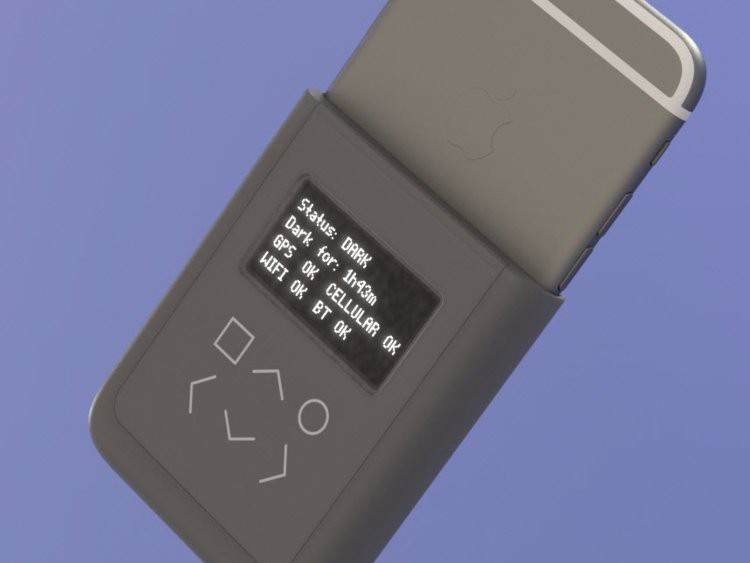 Status: DARK
Dark for: 1h43m
GPS OK CELLULAR OK
WIFI OK BT OK